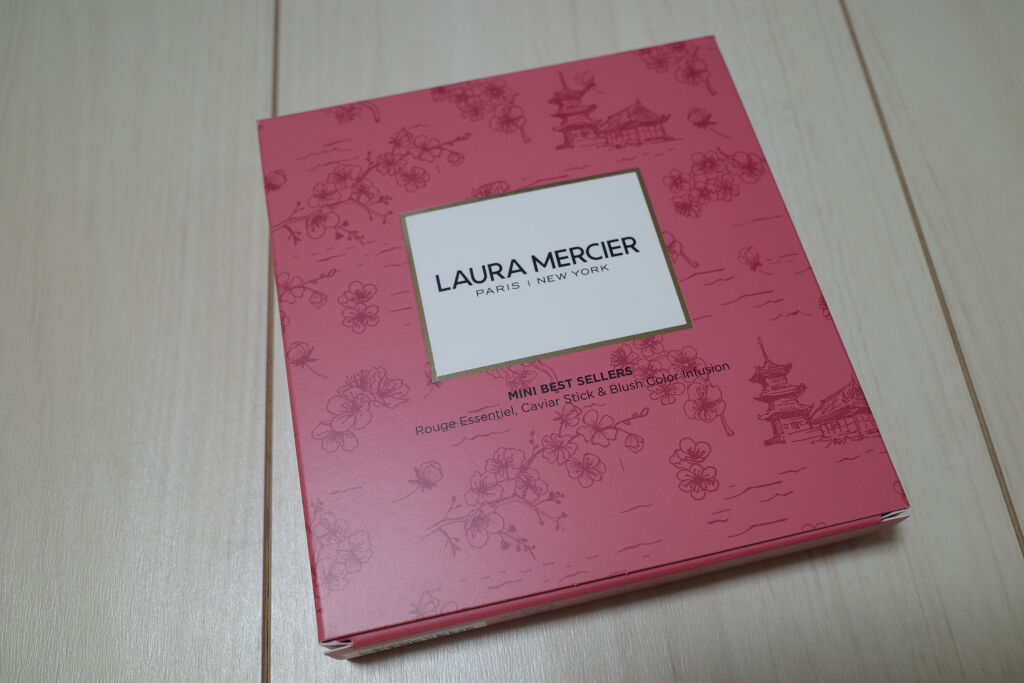 LAURA MERCIER
PARIS | NEW YORK
MINI BEST SELLERS
Rouge Essentiel, Caviar Stick & Blush Color Infusion